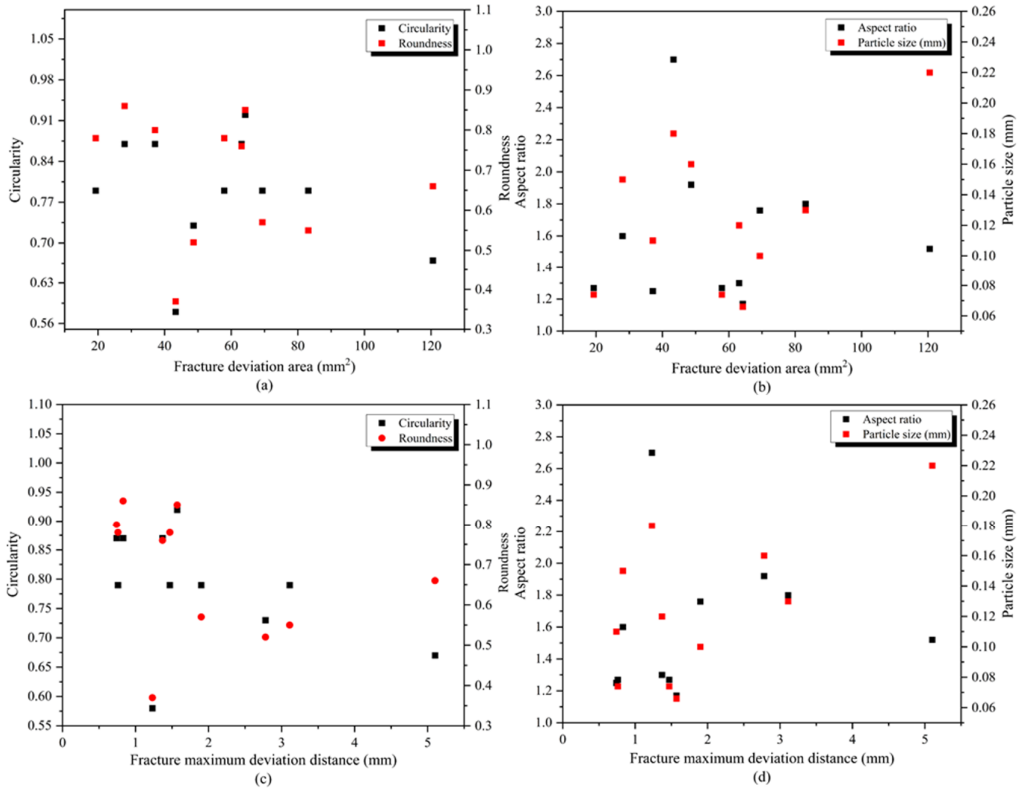 Circularity
Roundness
1.05
0.98
0.91
0.84
0.77
0.70
0.63
0.56
Circularity
1.1
1.0
0.9
0.8
0.7
0.6
0.5
0.4
0.3
Roundness
20 40 60 80 100 120
Fracture deviation area (mm²)
(a)
Aspect ratio
Particle size (mm)
3.0
2.8
2.6
2.4
2.2
2.0
1.8
1.6
1.4
1.2
1.0
Aspect ratio
0.26
0.24
0.22
0.20
0.18
0.16
0.14
0.12
0.10
0.08
0.06
Particle size (mm)
20 40 60 80 100 120
Fracture deviation area (mm²)
(b)
Circularity
Roundness
1.10
1.05
1.00
0.95
0.90
0.85
0.80
0.75
0.70
0.65
0.60
0.55
Circularity
1.1
1.0
0.9
0.8
0.7
0.6
0.5
0.4
0.3
Roundness
0 1 2 3 4 5
Fracture maximum deviation distance (mm)
(c)
Aspect ratio
Particle size (mm)
3.0
2.8
2.6
2.4
2.2
2.0
1.8
1.6
1.4
1.2
1.0
Aspect ratio
0.26
0.24
0.22
0.20
0.18
0.16
0.14
0.12
0.10
0.08
0.06
Particle size (mm)
0 1 2 3 4 5
Fracture maximum deviation distance (mm)
(d)